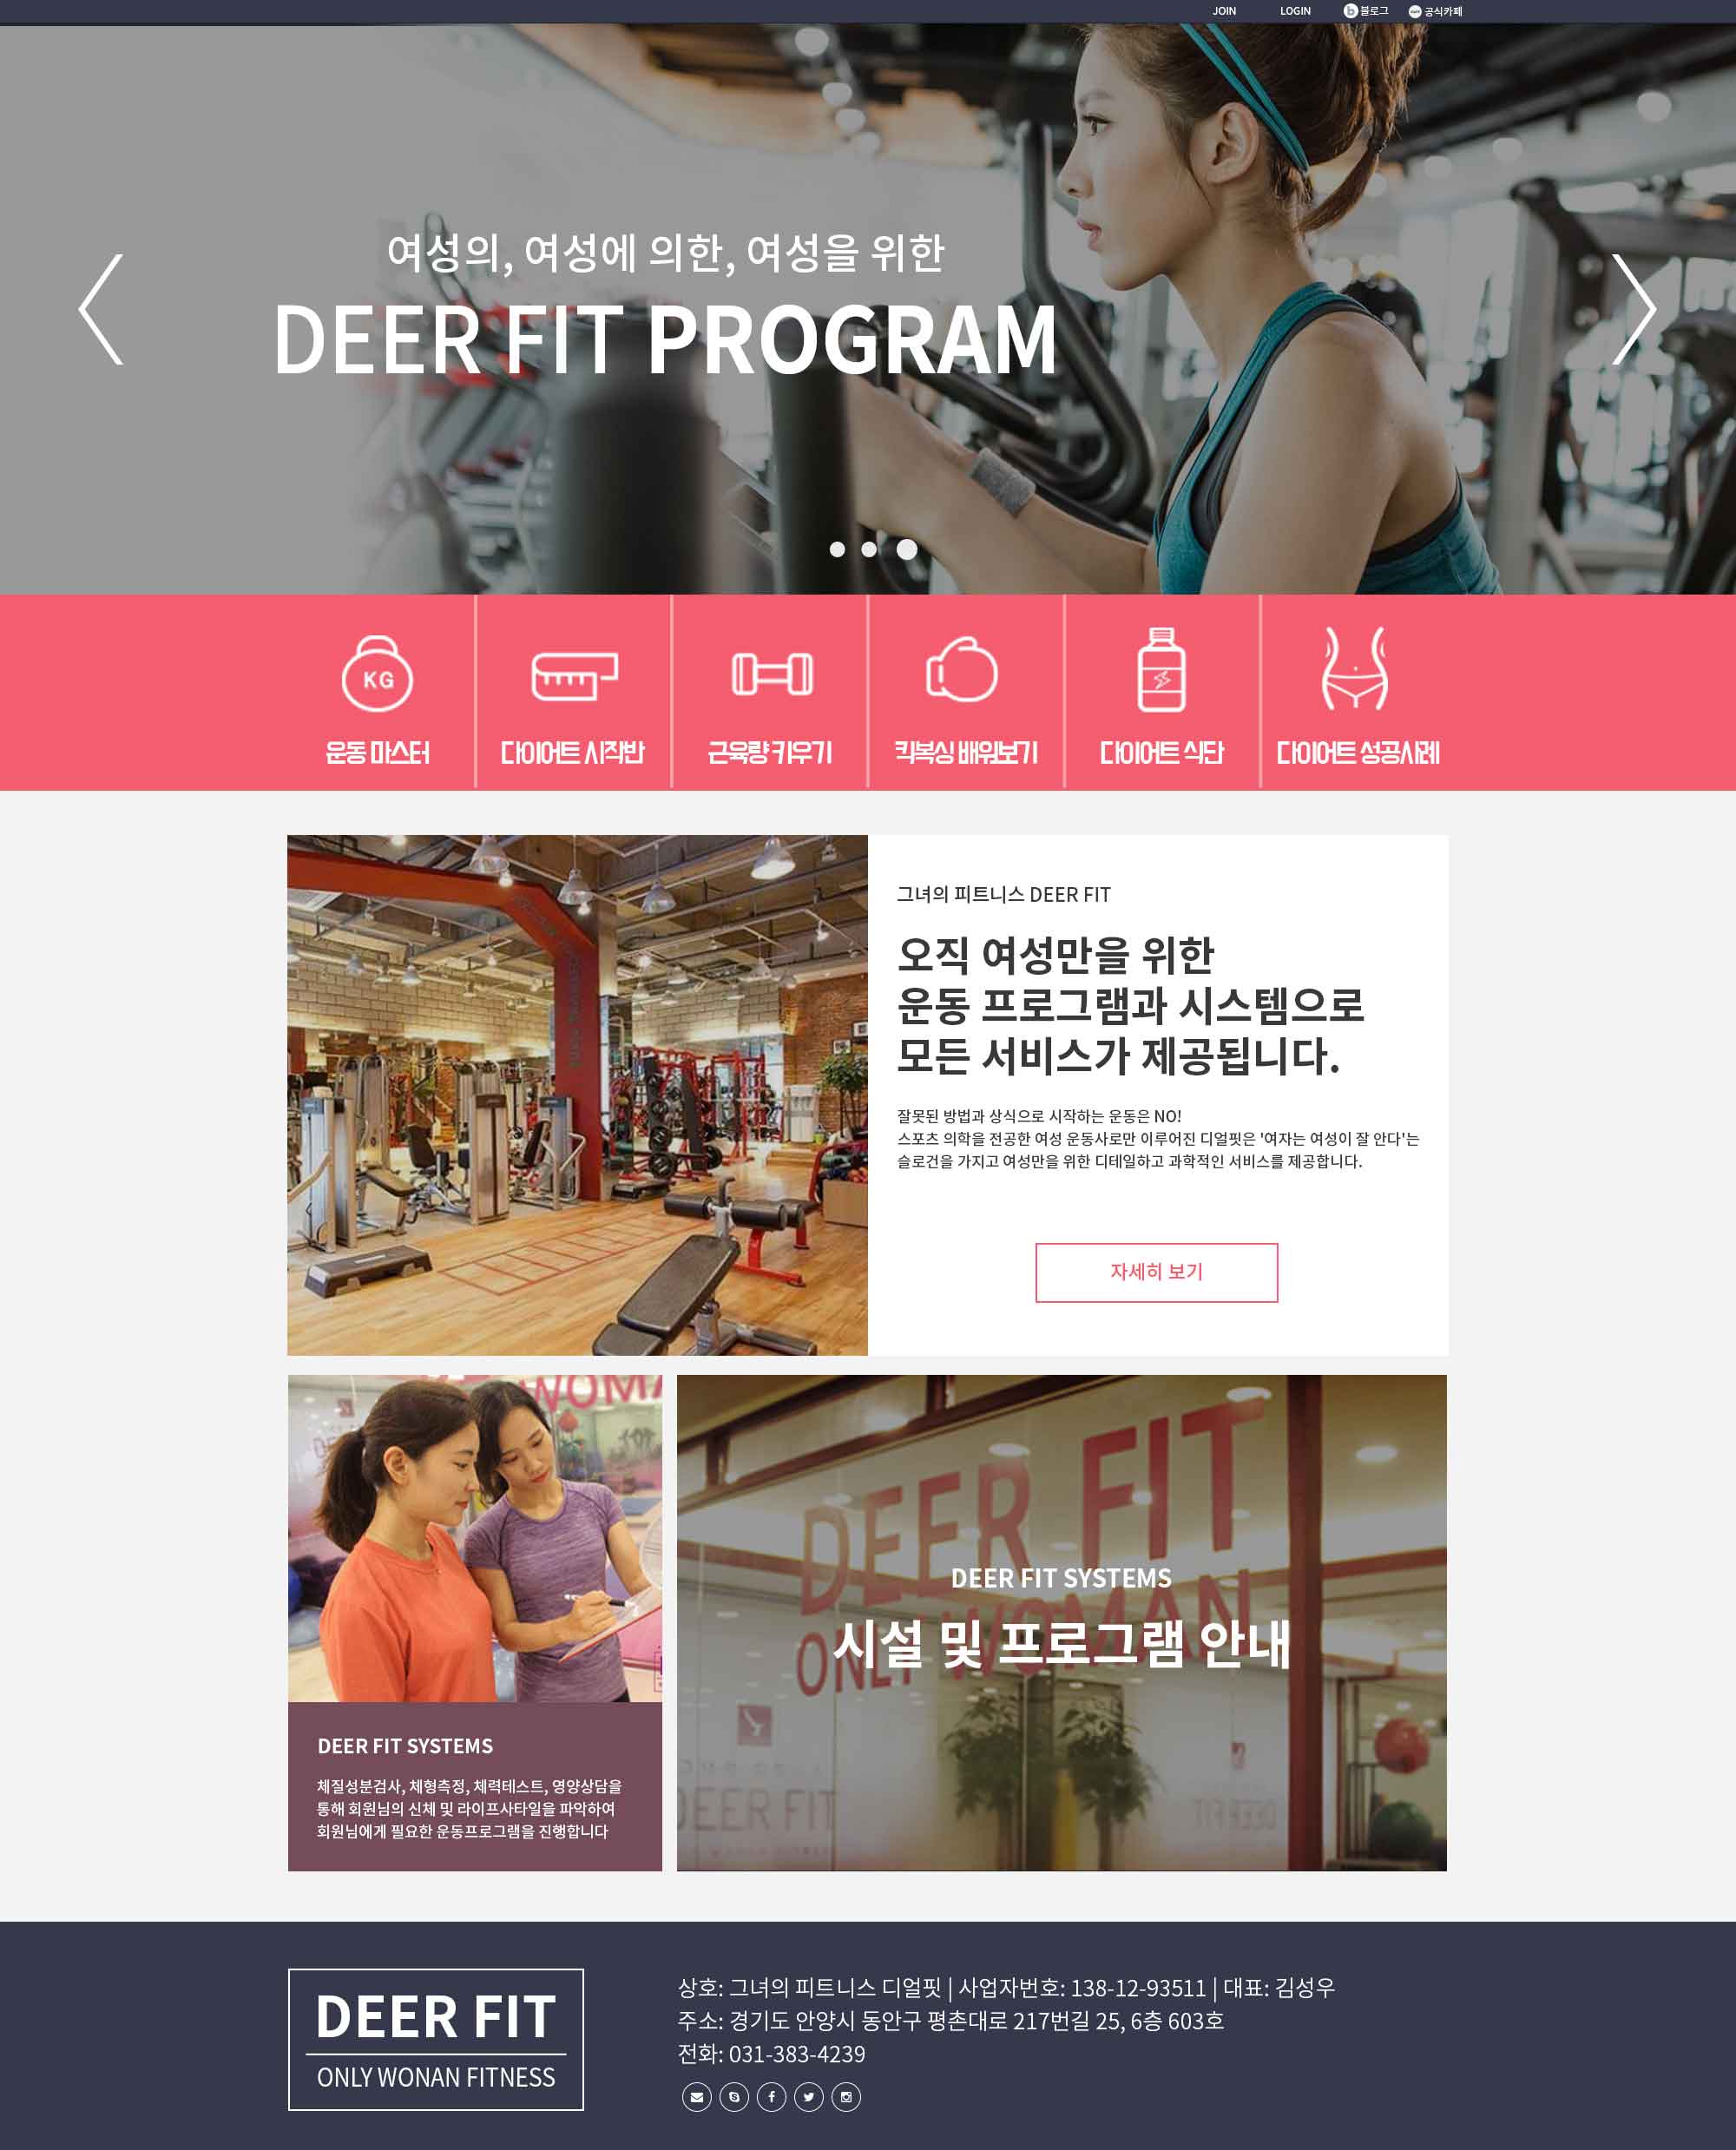 JOIN LOGIN 블로그 공식카페
여성의, 여성에 의한, 여성을 위한
DEER FIT PROGRAM
KG
운동 마스터 다이어트 시작반 근육량 키우기 킥복싱 배워보기 다이어트 식단 다이어트 성공사례
그녀의 피트니스 DEER FIT
오직 여성만을 위한
운동 프로그램과 시스템으로
모든 서비스가 제공됩니다.
잘못된 방법과 상식으로 시작하는 운동은 NO!
스포츠 의학을 전공한 여성 운동사로만 이루어진 디얼핏은 '여자는 여성이 잘 안다'는
슬로건을 가지고 여성만을 위한 디테일하고 과학적인 서비스를 제공합니다.
자세히 보기
WOMA
DEER FIT SYSTEMS
체질성분검사, 체형측정, 체력테스트, 영양상담을
통해 회원님의 신체 및 라이프사타일을 파악하여
회원님에게 필요한 운동프로그램을 진행합니다
DEER FIT
ONLY WOMAN
DEER FIT SYSTEMS
시설 및 프로그램 안내
DEER FIT
DEER FIT
ONLY WONAN FITNESS
상호: 그녀의 피트니스 디얼핏 | 사업자번호: 138-12-93511 | 대표: 김성우
주소: 경기도 안양시 동안구 평촌대로 217번길 25, 6층 603호
전화: 031-383-4239